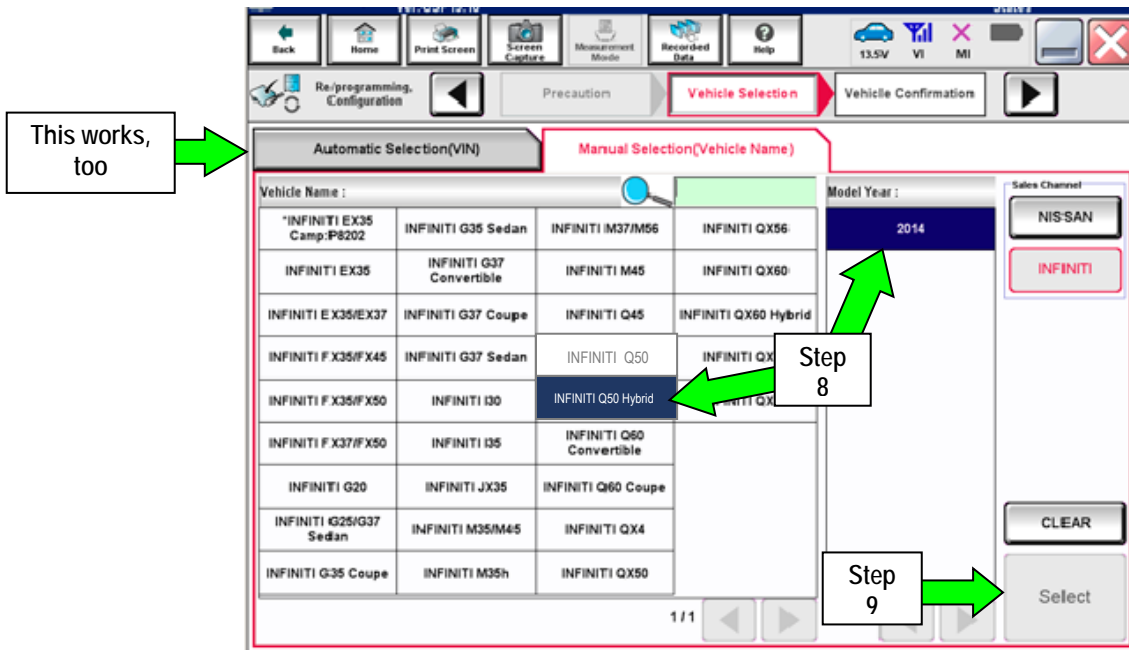 Back
Home
Print Screen
Screen
Capture
Measurement
Mode
Recorded
Data
Help
13.5V
VI
MI
Re/programming,
Configuration
Precaution
Vehicle Selection
Vehicle Confirmation
This works,
too
Automatic Selection(VIN)
Manual Selection(Vehicle Name)
Vehicle Name :
Model Year :
Sales Channel
*INFINITI EX35
Camp:P8202
INFINITI G35 Sedan
INFINITI M37/M56
INFINITI QX56
2014
NISSAN
INFINITI EX35
INFINITI G37
Convertible
INFINITI M45
INFINITI QX60
INFINITI
INFINITI EX35/EX37
INFINITI G37 Coupe
INFINITI Q45
INFINITI QX60 Hybrid
INFINITI FX35/FX45
INFINITI G37 Sedan
INFINITI Q50
INFINITI QX
Step
8
INFINITI FX35/FX50
INFINITI I30
INFINITI Q50 Hybrid
INFINITI FX37/FX50
INFINITI I35
INFINITI Q60
Convertible
INFINITI G20
INFINITI JX35
INFINITI Q60 Coupe
INFINITI G25/G37
Sedan
INFINITI M35/M45
INFINITI QX4
CLEAR
INFINITI G35 Coupe
INFINITI M35h
INFINITI QX50
Step
9
Select
1/1